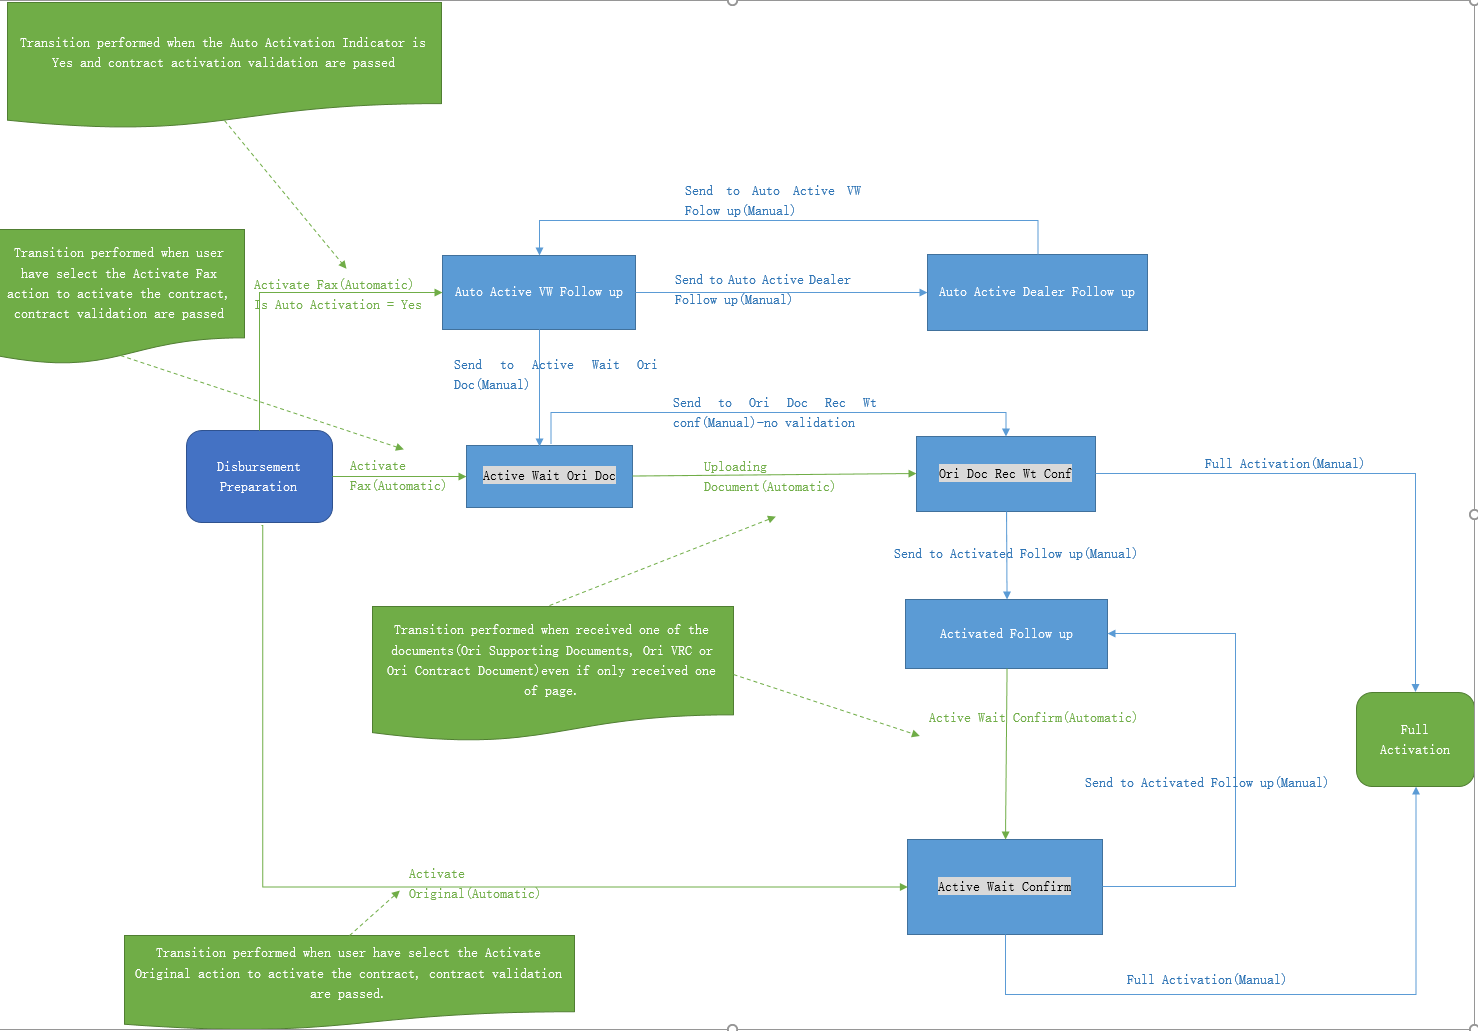 Transition performed when the Auto Activation Indicator is
Yes and contract activation validation are passed
Send to Auto Active VW
Folow up(Manual)
Transition performed when user
have select the Activate Fax
action to activate the contract,
contract validation are passed
Activate Fax(Automatic)
Is Auto Activation = Yes
Auto Active VW Follow up
Send to Auto Active Dealer
Follow up(Manual)
Auto Active Dealer Follow up
Send to Active Wait Ori
Doc(Manual)
Send to Ori Doc Rec Wt
conf(Manual)-no validation
Disbursement
Preparation
Activate
Fax(Automatic)
Active Wait Ori Doc
Uploading
Document(Automatic)
Ori Doc Rec Wt Conf
Full Activation(Manual)
Send to Activated Follow up(Manual)
Transition performed when received one of the
documents(Ori Supporting Documents, Ori VRC or
Ori Contract Document)even if only received one
of page.
Activated Follow up
Active Wait Confirm(Automatic)
Full
Activation
Send to Activated Follow up(Manual)
Activate
Original(Automatic)
Active Wait Confirm
Transition performed when user have select the Activate
Original action to activate the contract, contract validation
are passed.
Full Activation(Manual)